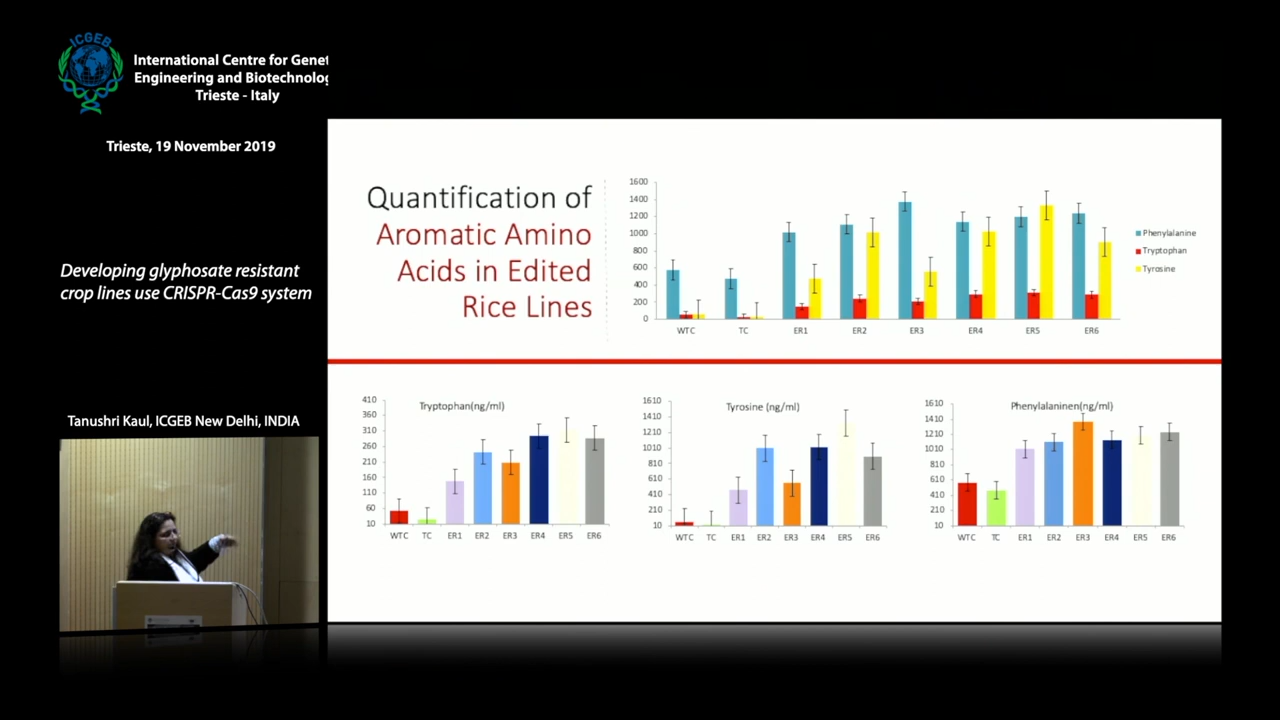 ICGEB
International Centre for Genet
Engineering and Biotechnolog
Trieste - Italy
Trieste, 19 November 2019
Developing glyphosate resistant
crop lines use CRISPR-Cas9 system
Tanushri Kaul, ICGEB New Delhi, INDIA
Quantification of
Aromatic Amino
Acids in Edited
Rice Lines
1600
1400
1200
1000
800
600
400
200
0
WTC TC ER1 ER2 ER3 ER4 ER5 ER6
Phenylalanine
Tryptophan
Tyrosine
Tryptophan(ng/ml)
410
360
310
260
210
160
110
60
10
WTC TC ER1 ER2 ER3 ER4 ER5 ER6
Tyrosine (ng/ml)
1610
1410
1210
1010
810
610
410
210
10
WTC TC ER1 ER2 ER3 ER4 ER5 ER6
Phenylalaninen(ng/ml)
1610
1410
1210
1010
810
610
410
210
10
WTC TC ER1 ER2 ER3 ER4 ER5 ER6